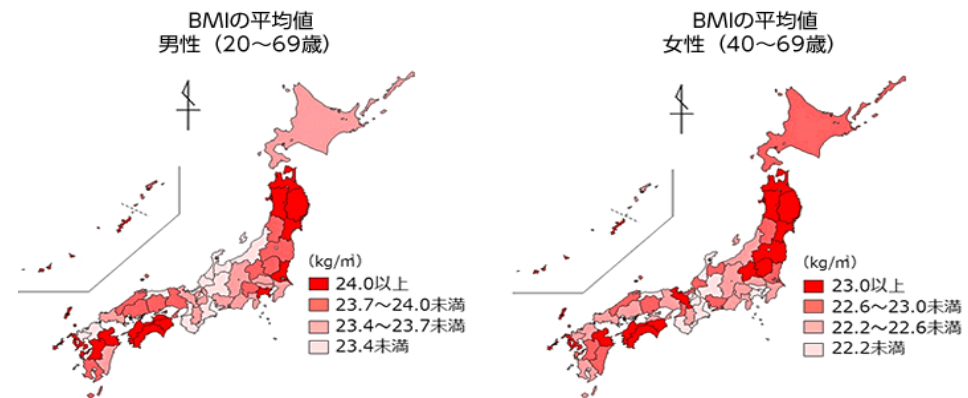 BMIの平均値
男性（20～69歳）
(kg/㎡)
24.0以上
23.7～24.0未満
23.4～23.7未満
23.4未満
BMIの平均値
女性（40～69歳）
(kg/㎡)
23.0以上
22.6～23.0未満
22.2～22.6未満
22.2未満